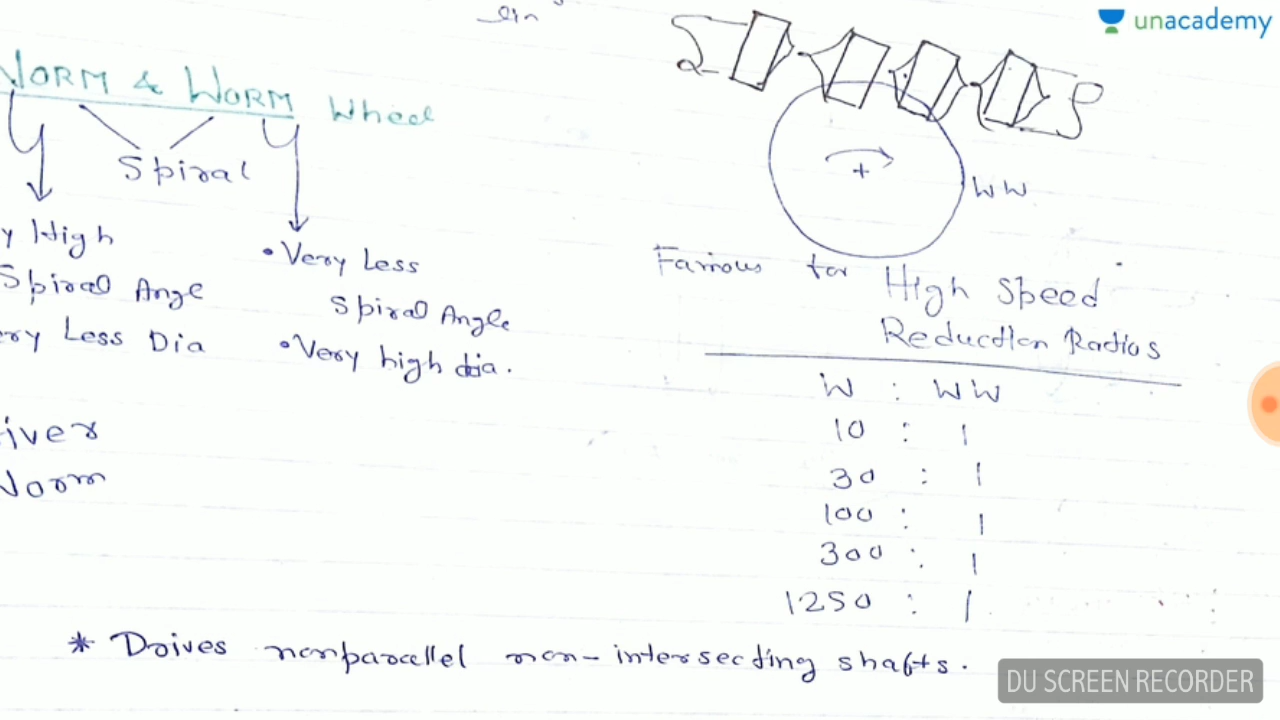 unacademy
WORM & WORM Wheel
Spiral
y High
Spiral Angle
ery Less Dia
iver
Worm
• Very Less
Spiral Angle
• Very high dia.
WW
Famous for High Speed
Reduction Ratios
W : WW
10 : 1
30 : 1
100 : 1
300 : 1
1250 : 1
* Drives nonparallel non-intersecting shafts.
DU SCREEN RECORDER